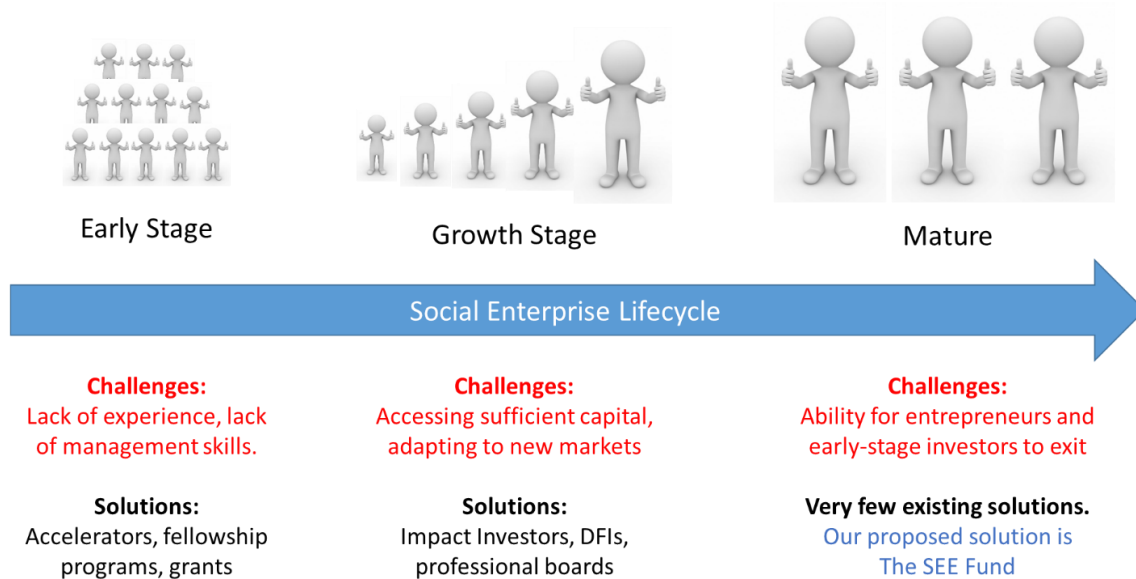 Early Stage
Growth Stage
Mature
Social Enterprise Lifecycle
Challenges:
Lack of experience, lack
of management skills.
Solutions:
Accelerators, fellowship
programs, grants
Challenges:
Accessing sufficient capital,
adapting to new markets
Solutions:
Impact Investors, DFIs,
professional boards
Challenges:
Ability for entrepreneurs and
early-stage investors to exit
Very few existing solutions.
Our proposed solution is
The SEE Fund